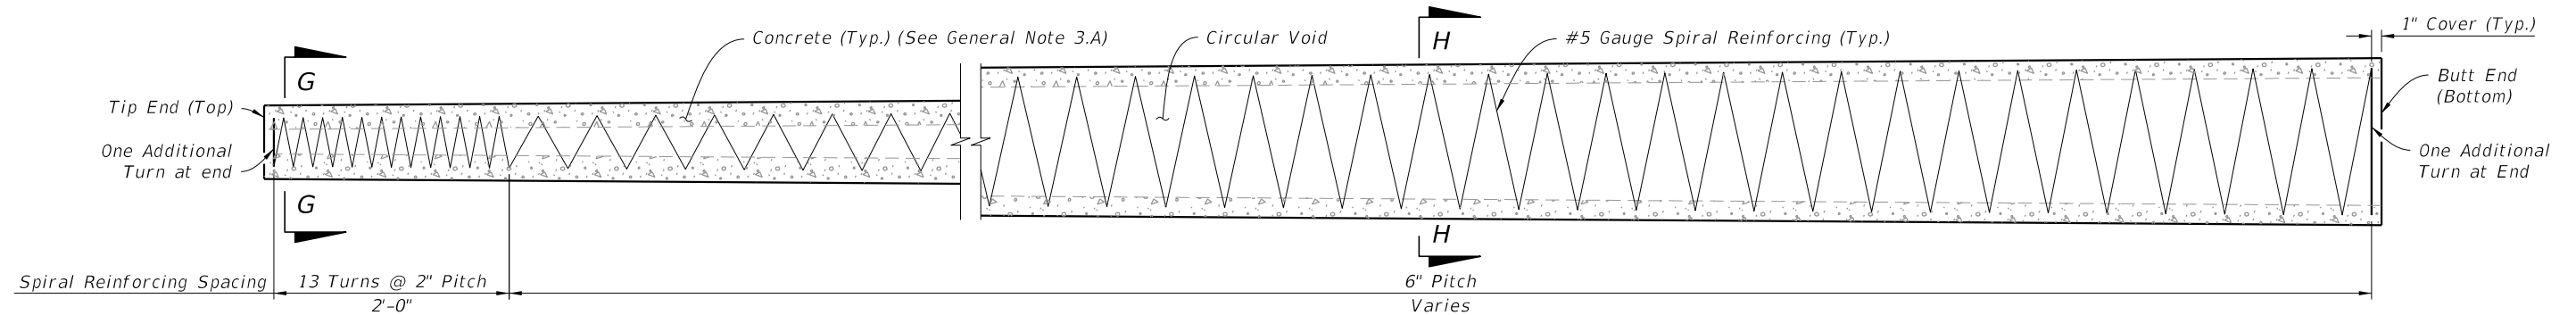 G
Tip End (Top)
One Additional
Turn at end
G
Concrete (Typ.) (See General Note 3.A)
Circular Void
H
#5 Gauge Spiral Reinforcing (Typ.)
1" Cover (Typ.)
Butt End
(Bottom)
One Additional
Turn at End
H
Spiral Reinforcing Spacing
13 Turns @ 2" Pitch
2'-0"
6" Pitch
Varies